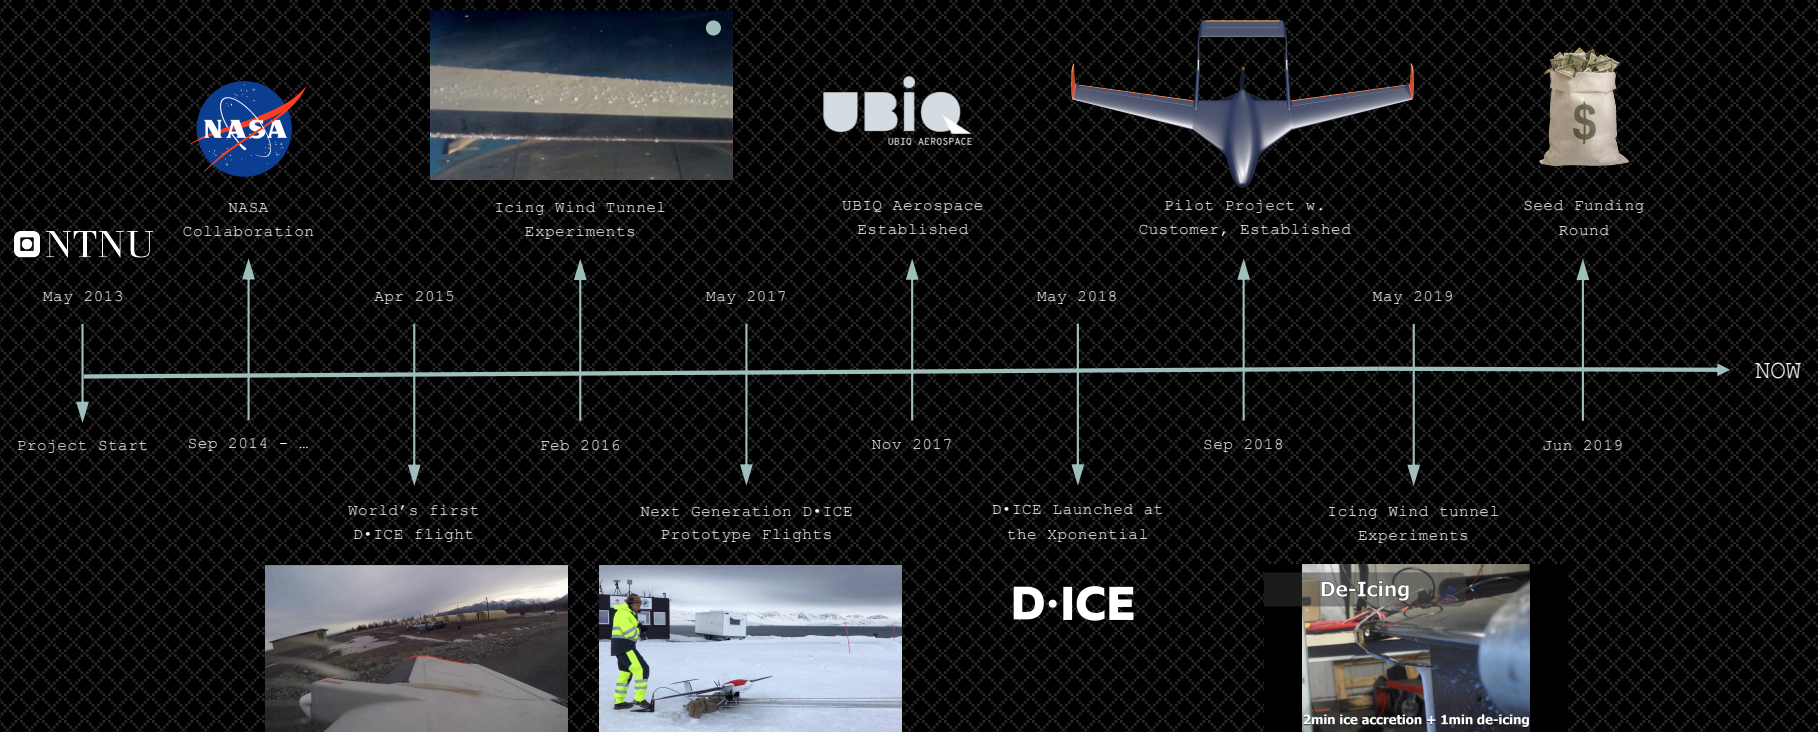 NASA
UBiQ
UBIQ AEROSPACE
$
NTNU
NASA
Collaboration
Icing Wind Tunnel
Experiments
UBIQ Aerospace
Established
Pilot Project w.
Customer, Established
Seed Funding
Round
May 2013
Apr 2015
May 2017
May 2018
May 2019
NOW
Project Start
Sep 2014 - …
Feb 2016
Nov 2017
Sep 2018
Jun 2019
World’s first
D•ICE flight
Next Generation D•ICE
Prototype Flights
D•ICE Launched at
the Xponential
Icing Wind tunnel
Experiments
D·ICE
De-Icing
2min ice accretion + 1min de-icing